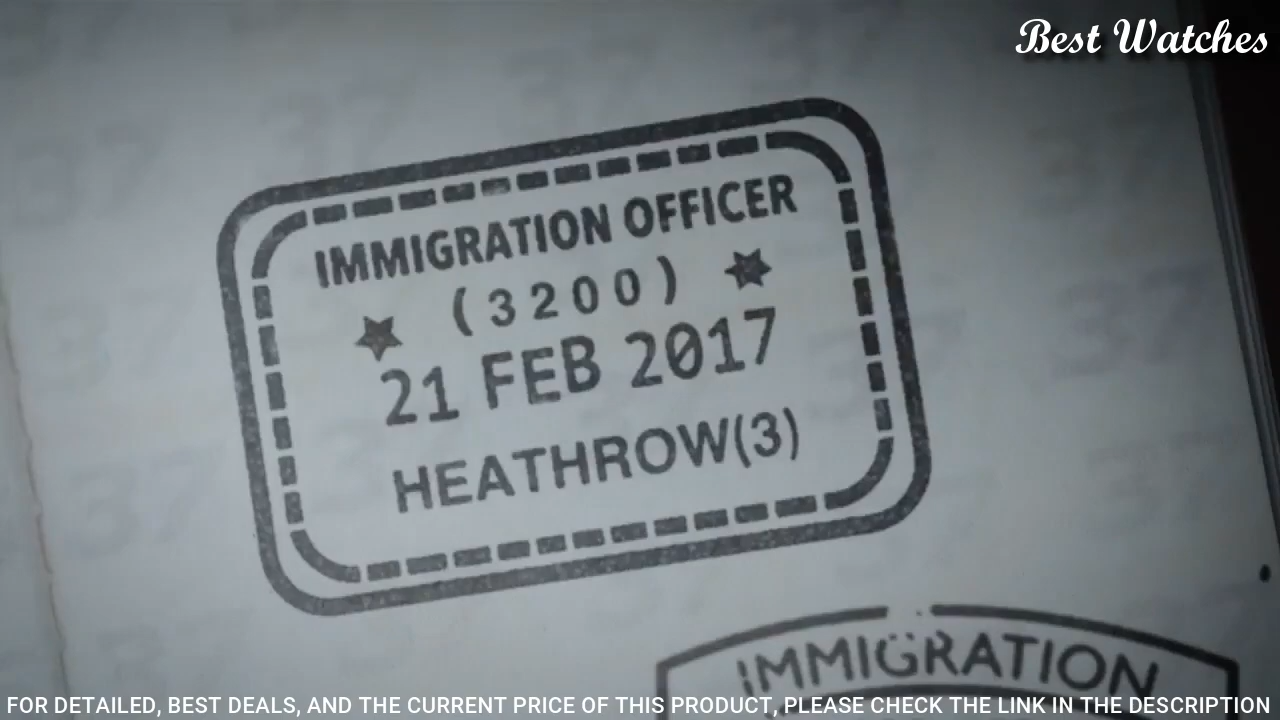 Best Watches
IMMIGRATION OFFICER
(3200)
21 FEB 2017
HEATHROW(3)
IMMIGRATION
37
FOR DETAILED, BEST DEALS, AND THE CURRENT PRICE OF THIS PRODUCT, PLEASE CHECK THE LINK IN THE DESCRIPTION